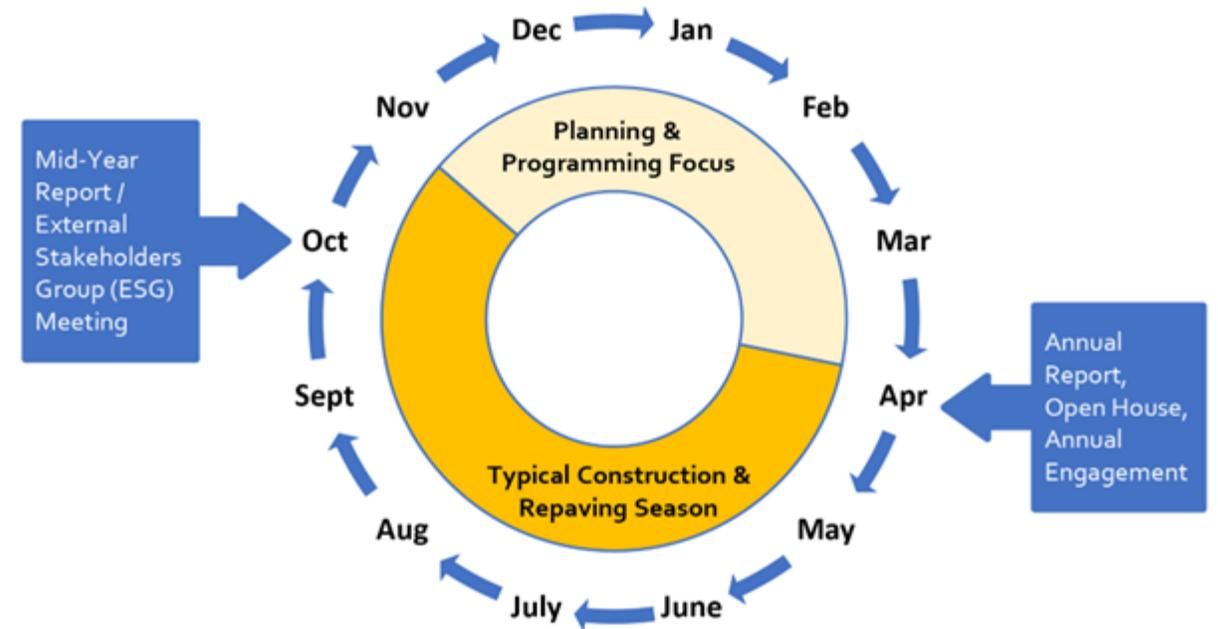 Dec
Jan
Nov
Feb
Planning &
Programming Focus
Mid-Year
Report /
External
Stakeholders
Group (ESG)
Meeting
Oct
Mar
Annual
Report,
Open House,
Annual
Engagement
Sept
Apr
Typical Construction &
Repaving Season
Aug
May
July
June